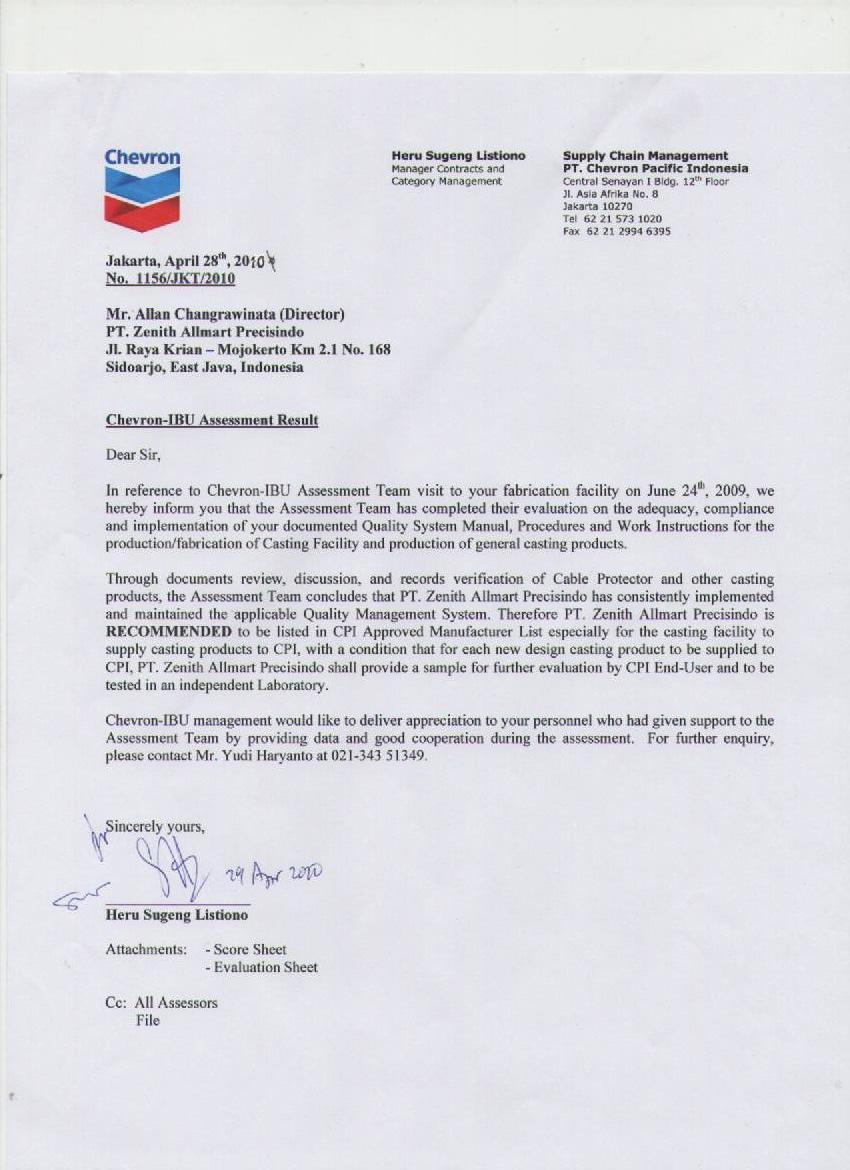 Chevron
Heru Sugeng Listiono
Manager Contracts and
Category Management
Supply Chain Management
PT. Chevron Pacific Indonesia
Central Senayan I Bldg. 12th Floor
Jl. Asia Afrika No. 8
Jakarta 10270
Tel 62 21 573 1020
Fax 62 21 2994 6395
Jakarta, April 28th, 2010
No. 1156/JKT/2010
Mr. Allan Changrawinata (Director)
PT. Zenith Allmart Precisindo
Jl. Raya Krian – Mojokerto Km 2.1 No. 168
Sidoarjo, East Java, Indonesia
Chevron-IBU Assessment Result
Dear Sir,
In reference to Chevron-IBU Assessment Team visit to your fabrication facility on June 24th, 2009, we
hereby inform you that the Assessment Team has completed their evaluation on the adequacy, compliance
and implementation of your documented Quality System Manual, Procedures and Work Instructions for the
production/fabrication of Casting Facility and production of general casting products.
Through documents review, discussion, and records verification of Cable Protector and other casting
products, the Assessment Team concludes that PT. Zenith Allmart Precisindo has consistently implemented
and maintained the applicable Quality Management System. Therefore PT. Zenith Allmart Precisindo is
RECOMMENDED to be listed in CPI Approved Manufacturer List especially for the casting facility to
supply casting products to CPI, with a condition that for each new design casting product to be supplied to
CPI, PT. Zenith Allmart Precisindo shall provide a sample for further evaluation by CPI End-User and to be
tested in an independent Laboratory.
Chevron-IBU management would like to deliver appreciation to your personnel who had given support to the
Assessment Team by providing data and good cooperation during the assessment. For further enquiry,
please contact Mr. Yudi Haryanto at 021-343 51349.
Sincerely yours,
29 Apr 2010
Heru Sugeng Listiono
Attachments: - Score Sheet
- Evaluation Sheet
Cc: All Assessors
File